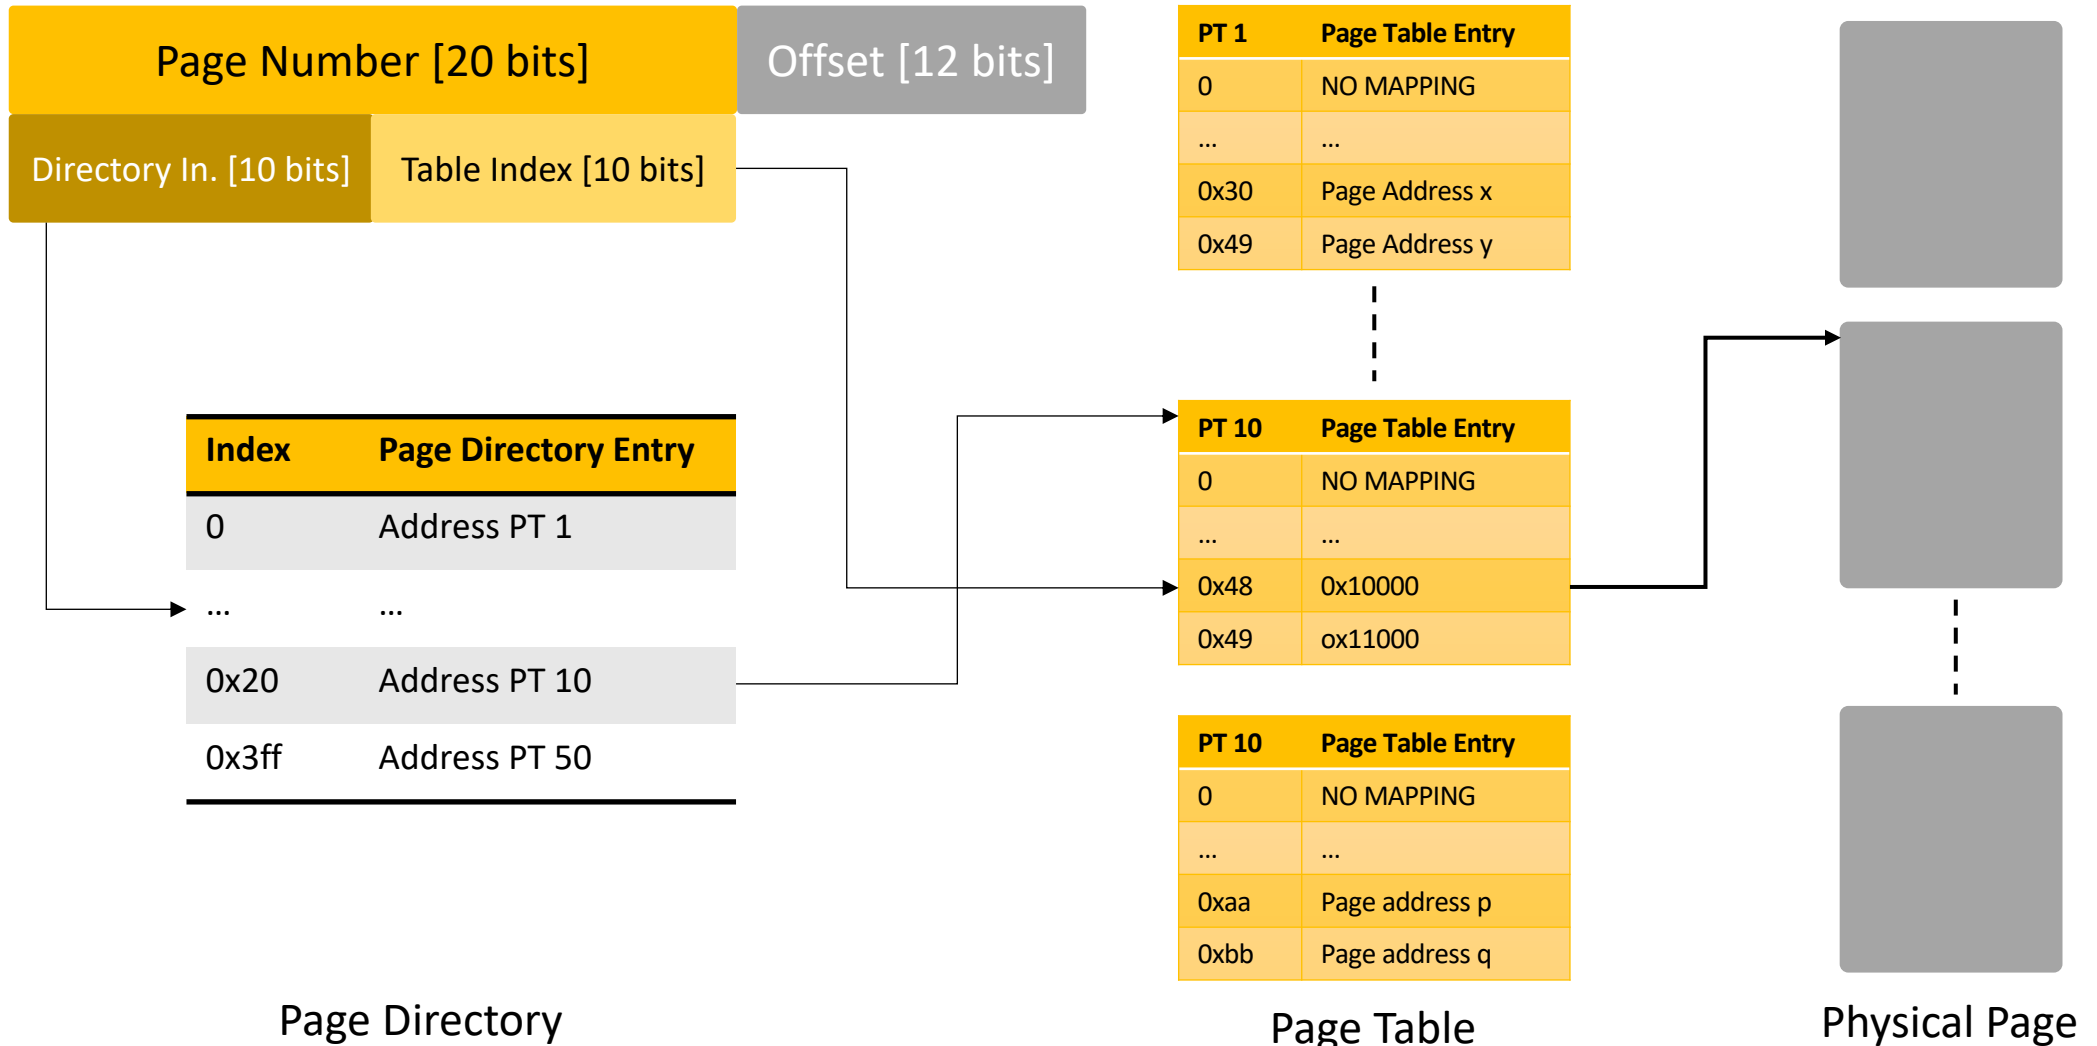 Page Number [20 bits]
Offset [12 bits]
Directory In. [10 bits]
Table Index [10 bits]
Index Page Directory Entry
0 Address PT 1
... ...
0x20 Address PT 10
0x3ff Address PT 50
Page Directory
PT 1 Page Table Entry
0 NO MAPPING
... ...
0x30 Page Address x
0x49 Page Address y
PT 10 Page Table Entry
0 NO MAPPING
... ...
0x48 0x10000
0x49 ox11000
PT 10 Page Table Entry
0 NO MAPPING
... ...
0xaa Page address p
0xbb Page address q
Page Table
Physical Page